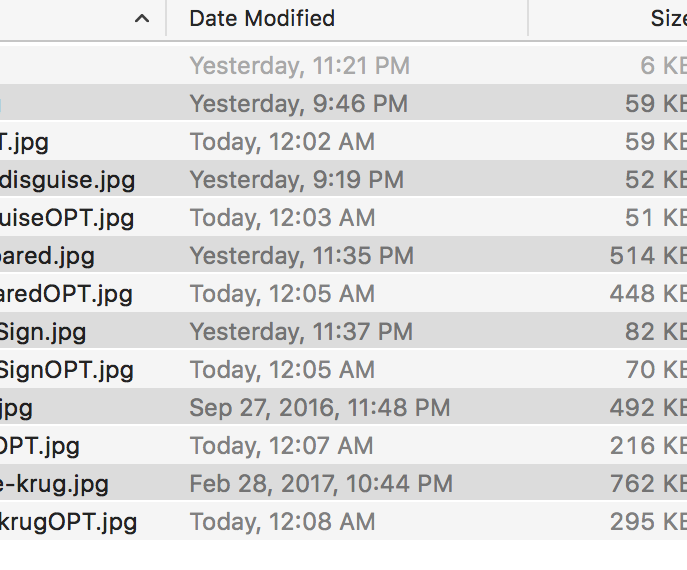 Date Modified Size
Yesterday, 11:21 PM 6 KB
Yesterday, 9:46 PM 59 KB
T.jpg Today, 12:02 AM 59 KB
disguise.jpg Yesterday, 9:19 PM 52 KB
uiseOPT.jpg Today, 12:03 AM 51 KB
pared.jpg Yesterday, 11:35 PM 514 KB
aredOPT.jpg Today, 12:05 AM 448 KB
Sign.jpg Yesterday, 11:37 PM 82 KB
SignOPT.jpg Today, 12:05 AM 70 KB
jpg Sep 27, 2016, 11:48 PM 492 KB
OPT.jpg Today, 12:07 AM 216 KB
e-krug.jpg Feb 28, 2017, 10:44 PM 762 KB
krugOPT.jpg Today, 12:08 AM 295 KB